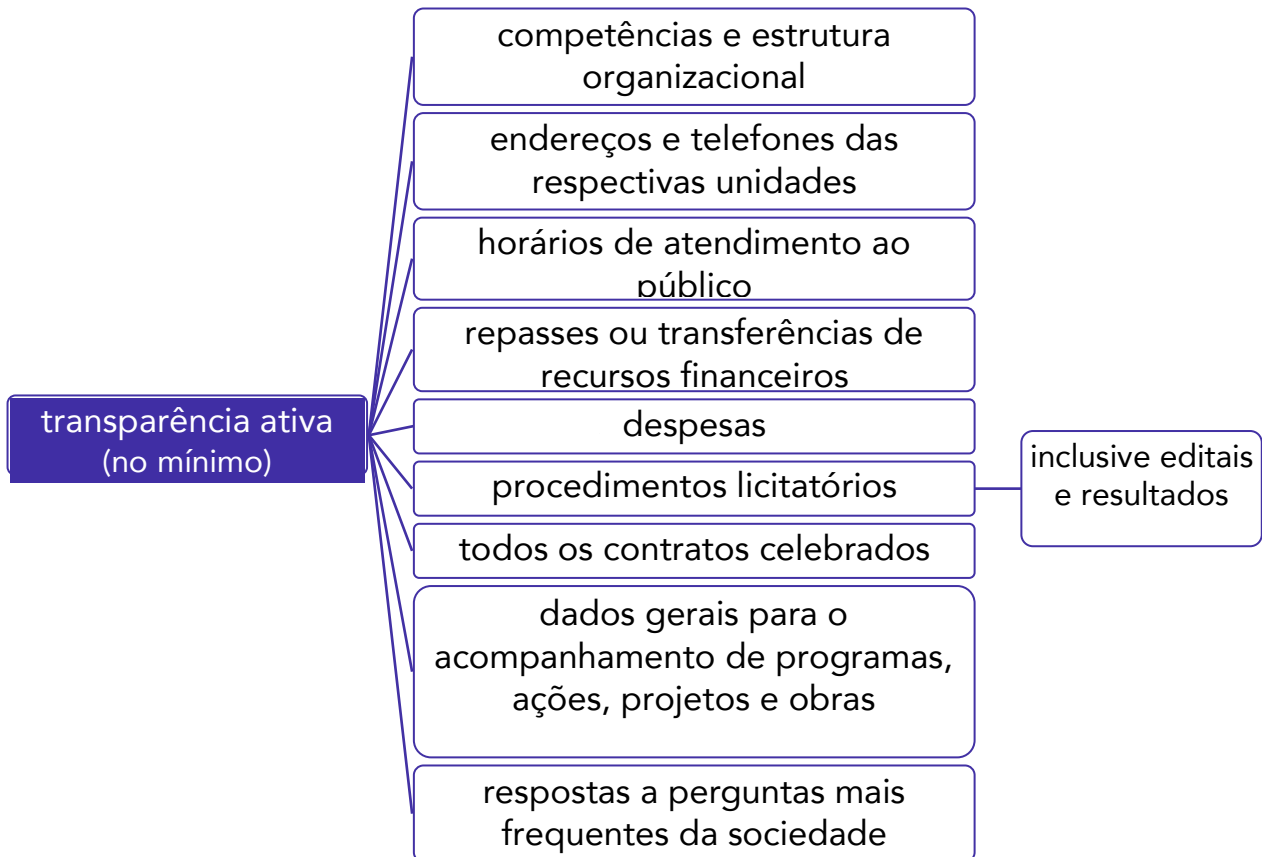 competências e estrutura
organizacional
endereços e telefones das
respectivas unidades
horários de atendimento ao
público
repasses ou transferências de
recursos financeiros
transparência ativa
(no mínimo)
despesas
procedimentos licitatórios
inclusive editais
e resultados
todos os contratos celebrados
dados gerais para o
acompanhamento de programas,
ações, projetos e obras
respostas a perguntas mais
frequentes da sociedade